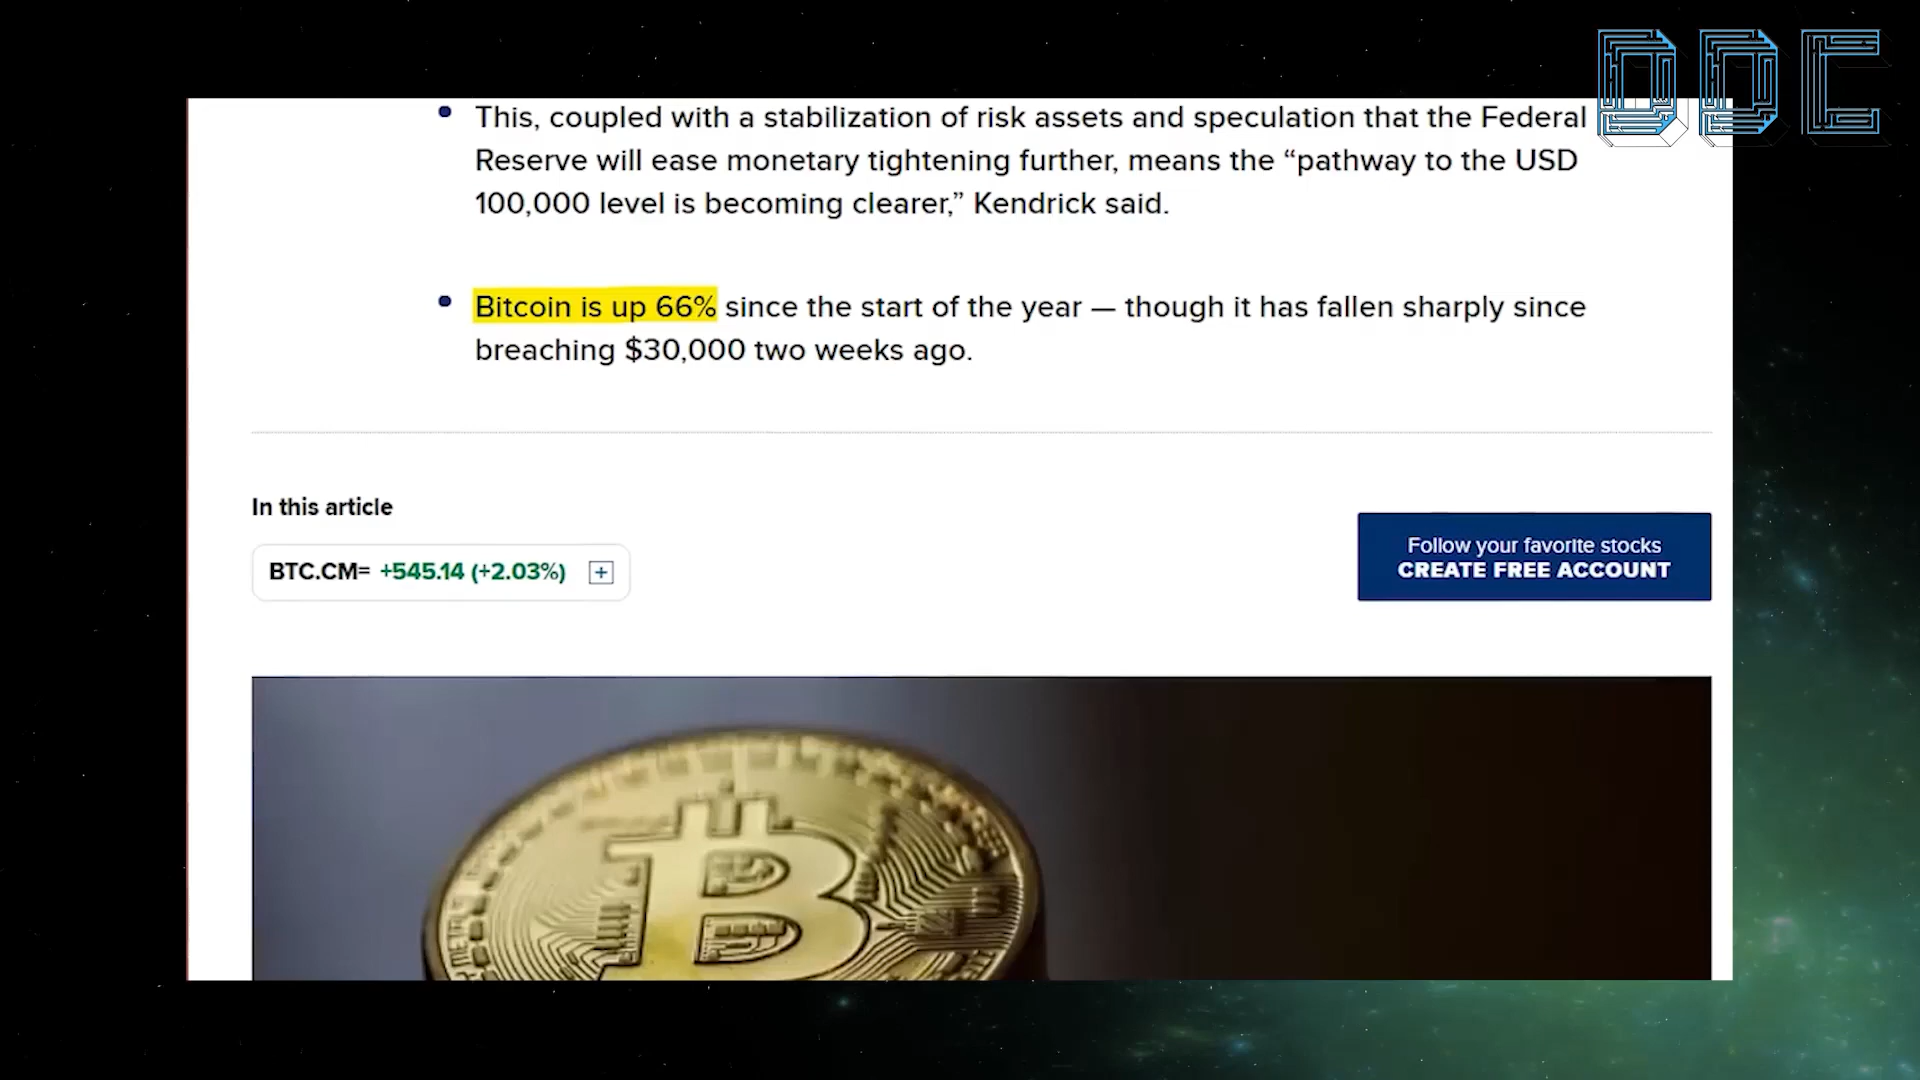 DDC
This, coupled with a stabilization of risk assets and speculation that the Federal
Reserve will ease monetary tightening further, means the “pathway to the USD
100,000 level is becoming clearer,” Kendrick said.
Bitcoin is up 66% since the start of the year — though it has fallen sharply since
breaching $30,000 two weeks ago.
In this article
BTC.CM= +545.14 (+2.03%) +
Follow your favorite stocks
CREATE FREE ACCOUNT